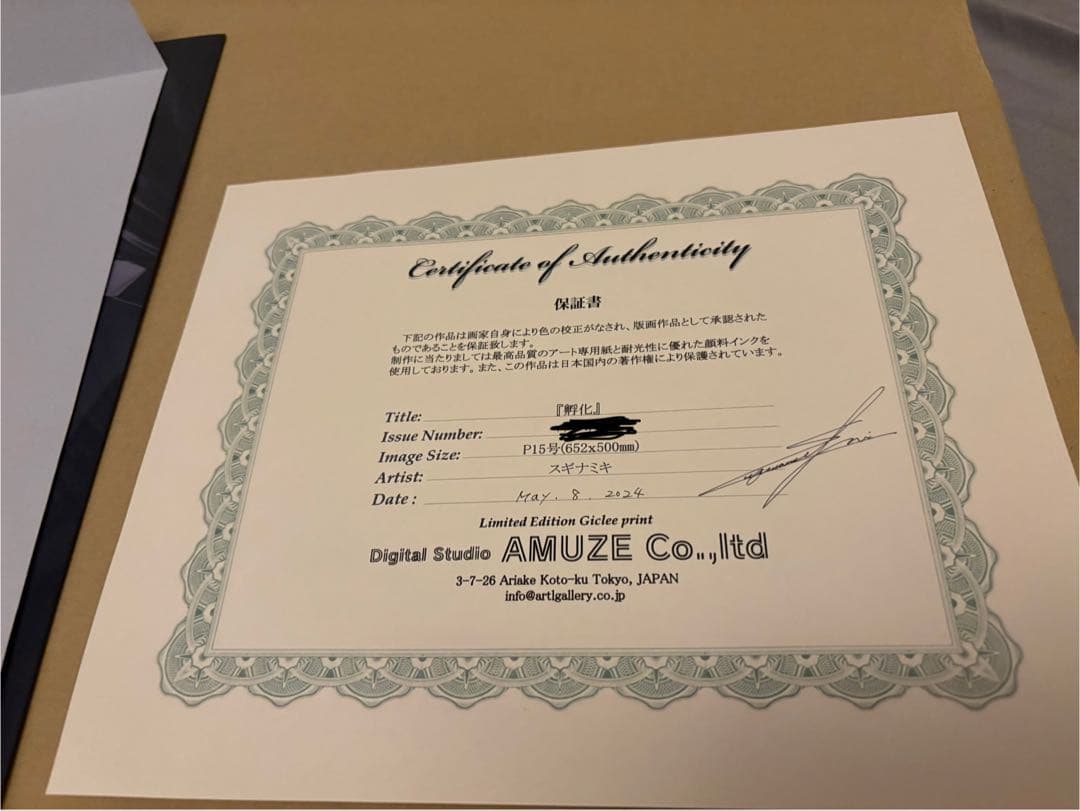 Certificate of Authenticity
保証書
下記の作品は画家自身により色の校正がなされ、版画作品として承認された
ものであることを保証致します。
制作に当たりましては最高品質のアート専用紙と耐光性に優れた顔料インクを
使用しております。また、この作品は日本国内の著作権により保護されています。
Title: 『孵化』
Issue Number:
Image Size: P15号(652x500mm)
Artist: スギナミキ
Date : May. 8. 2024
Limited Edition Giclee print
Digital Studio AMUZE Co.,ltd
3-7-26 Ariake Koto-ku Tokyo, JAPAN
info@art1gallery.co.jp